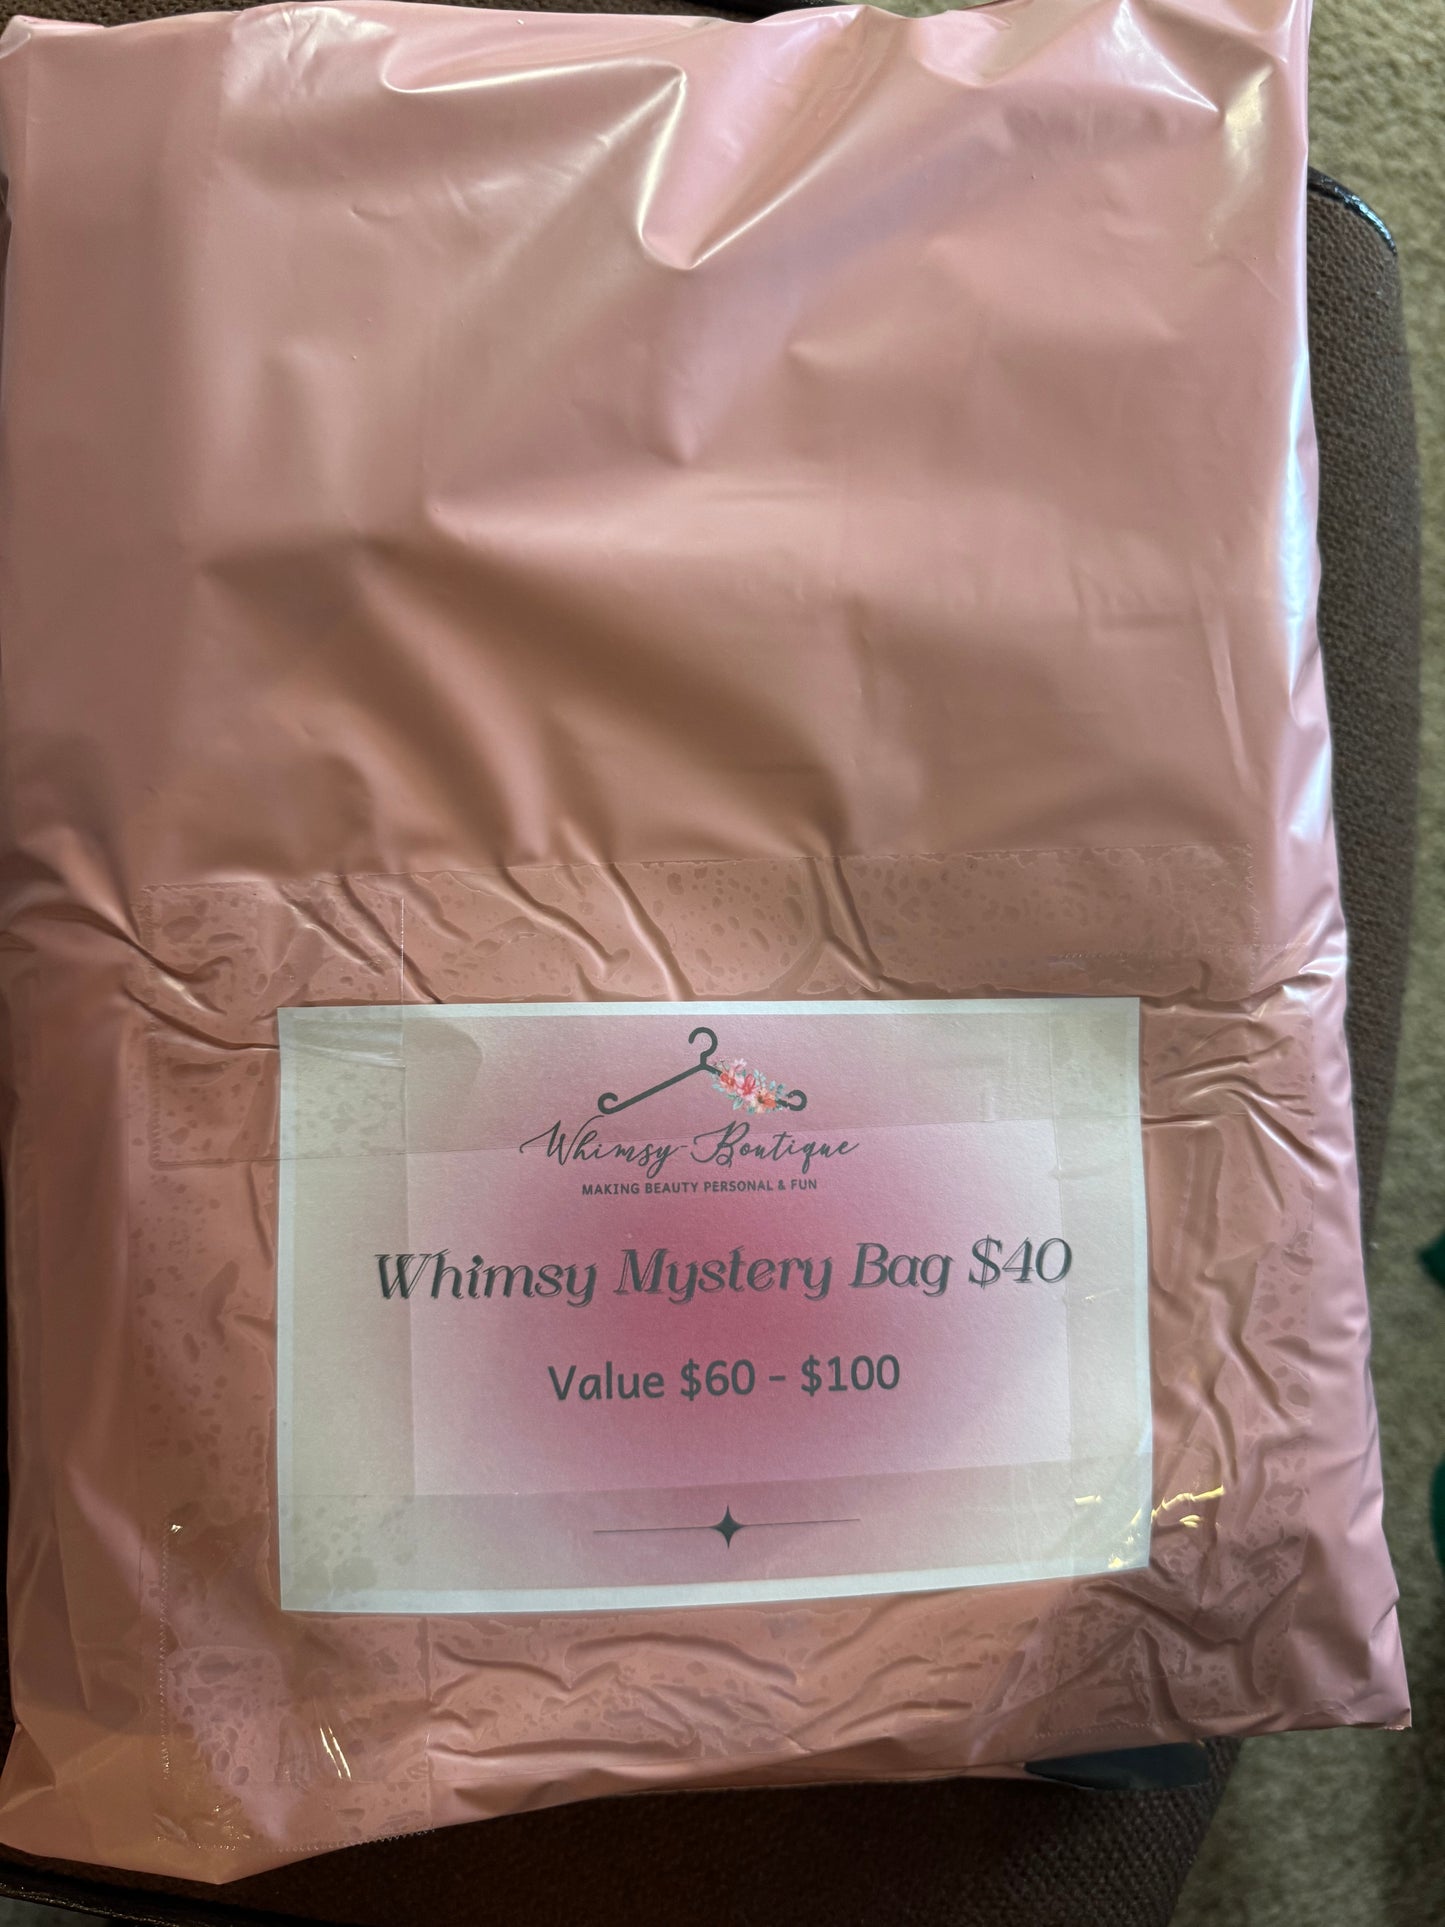 Whimsy Boutique
MAKING BEAUTY PERSONAL & FUN
Whimsy Mystery Bag $40
Value $60 - $100